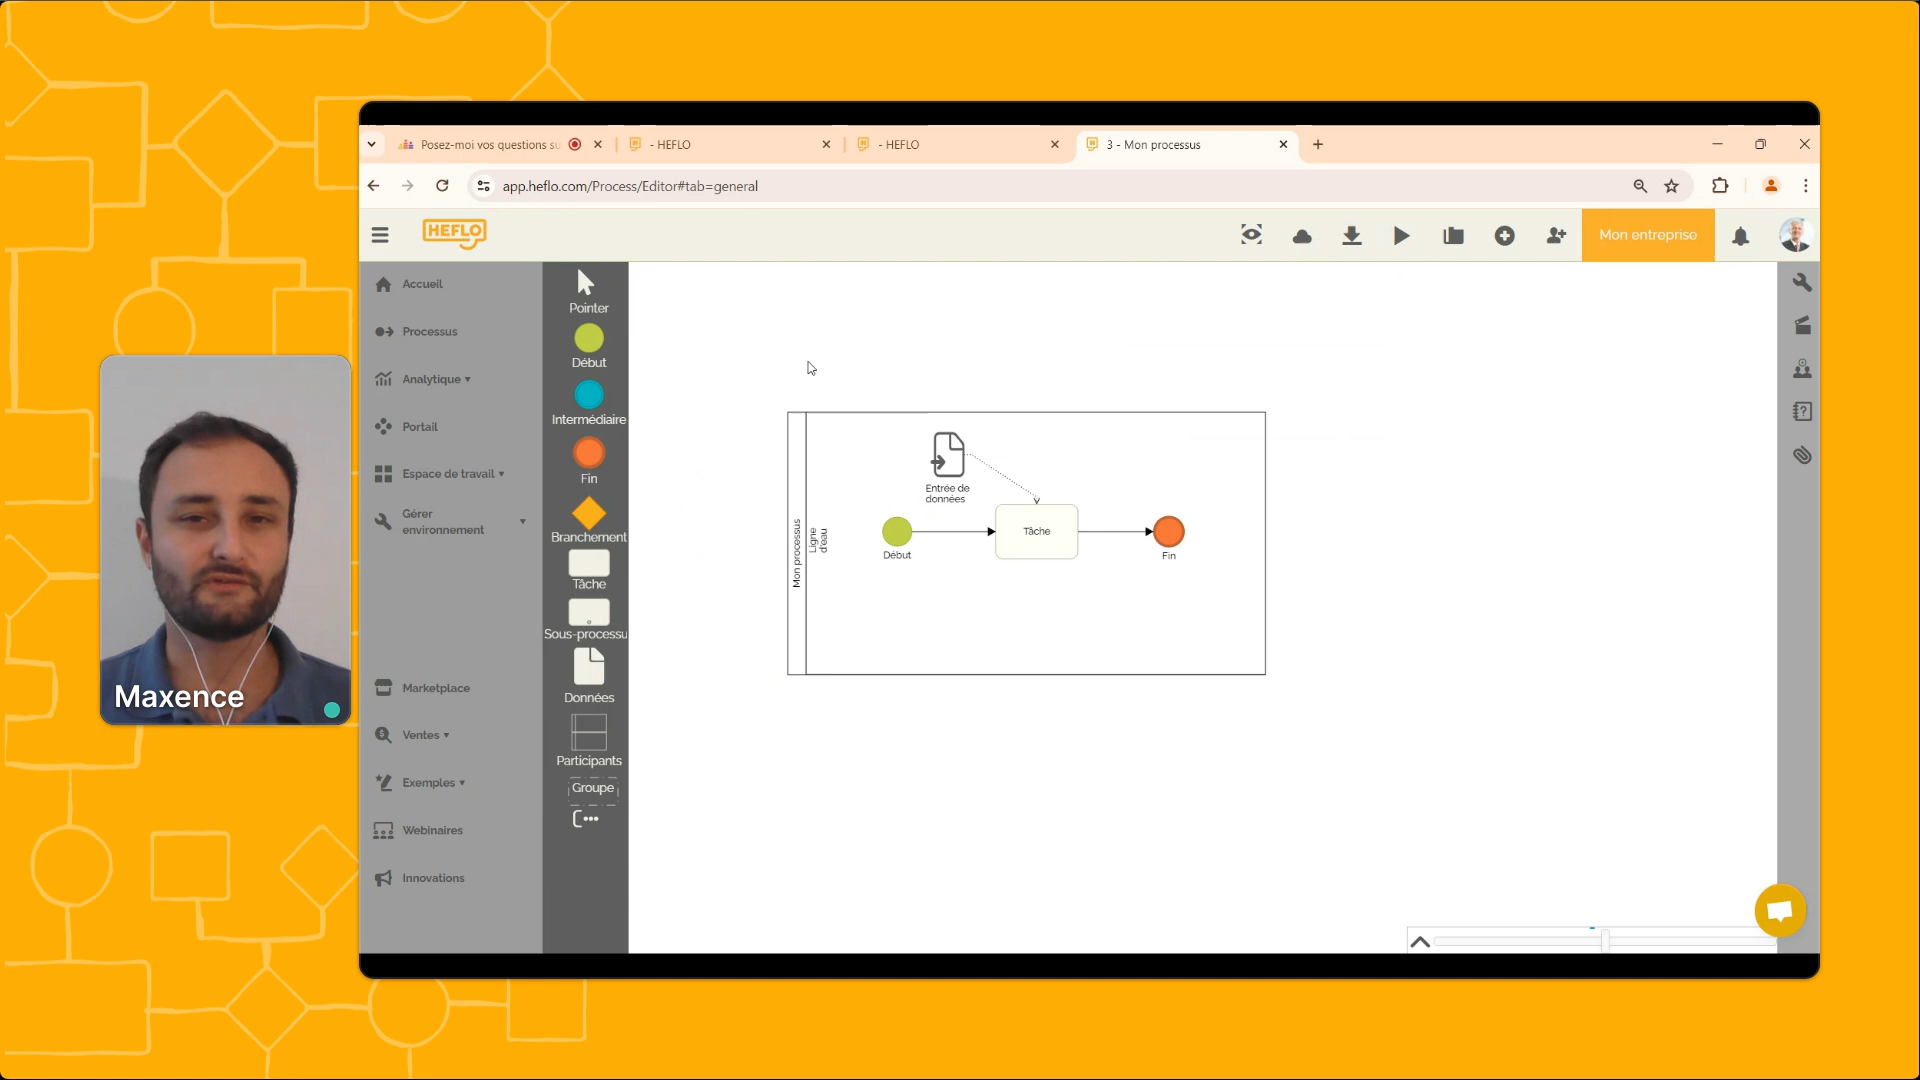 Posez-moi vos questions su
- HEFLO
- HEFLO
3 - Mon processus
app.heflo.com/Process/Editor#tab=general
HEFLO
Mon entreprise
Accueil
Processus
Analytique
Portail
Espace de travail
Gérer
environnement
Marketplace
Ventes
Exemples
Webinaires
Innovations
Pointer
Début
Intermédiaire
Fin
Branchement
Tâche
Sous-processu
Données
Participants
Groupe
Mon processus
Ligne
d'eau
Entrée de
données
Début
Tâche
Fin
Maxence